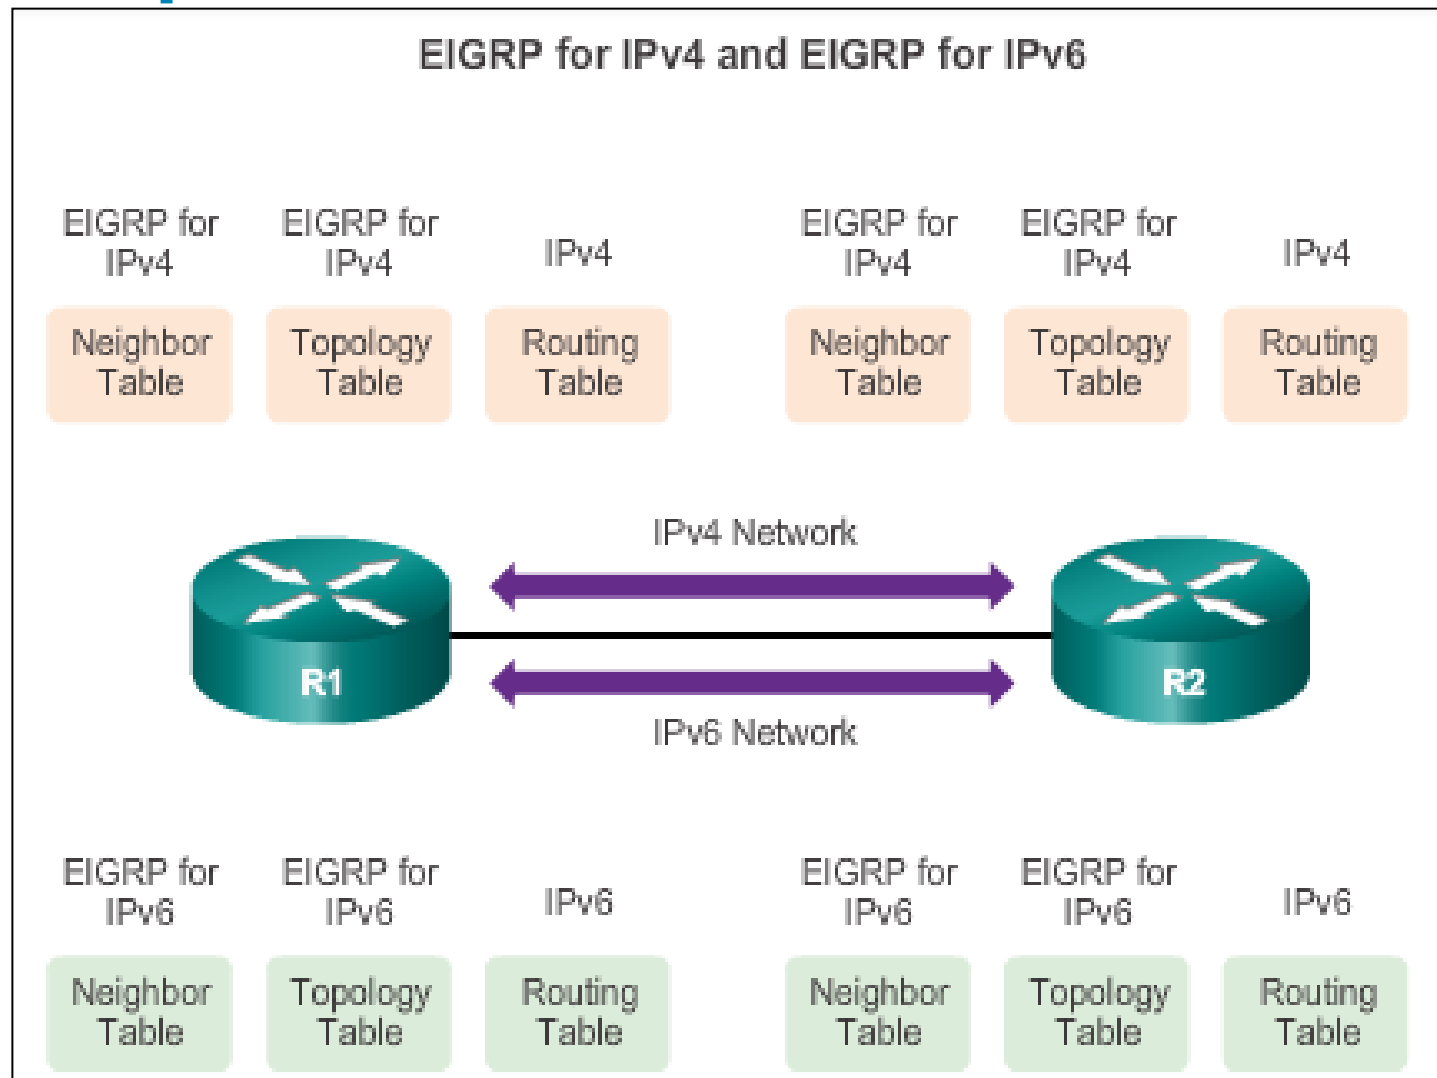 EIGRP for IPv4 and EIGRP for IPv6
EIGRP for
IPv4
EIGRP for
IPv4
IPv4
EIGRP for
IPv4
EIGRP for
IPv4
IPv4
Neighbor
Table
Topology
Table
Routing
Table
Neighbor
Table
Topology
Table
Routing
Table
IPv4 Network
R1
R2
IPv6 Network
EIGRP for
IPv6
EIGRP for
IPv6
IPv6
EIGRP for
IPv6
EIGRP for
IPv6
IPv6
Neighbor
Table
Topology
Table
Routing
Table
Neighbor
Table
Topology
Table
Routing
Table